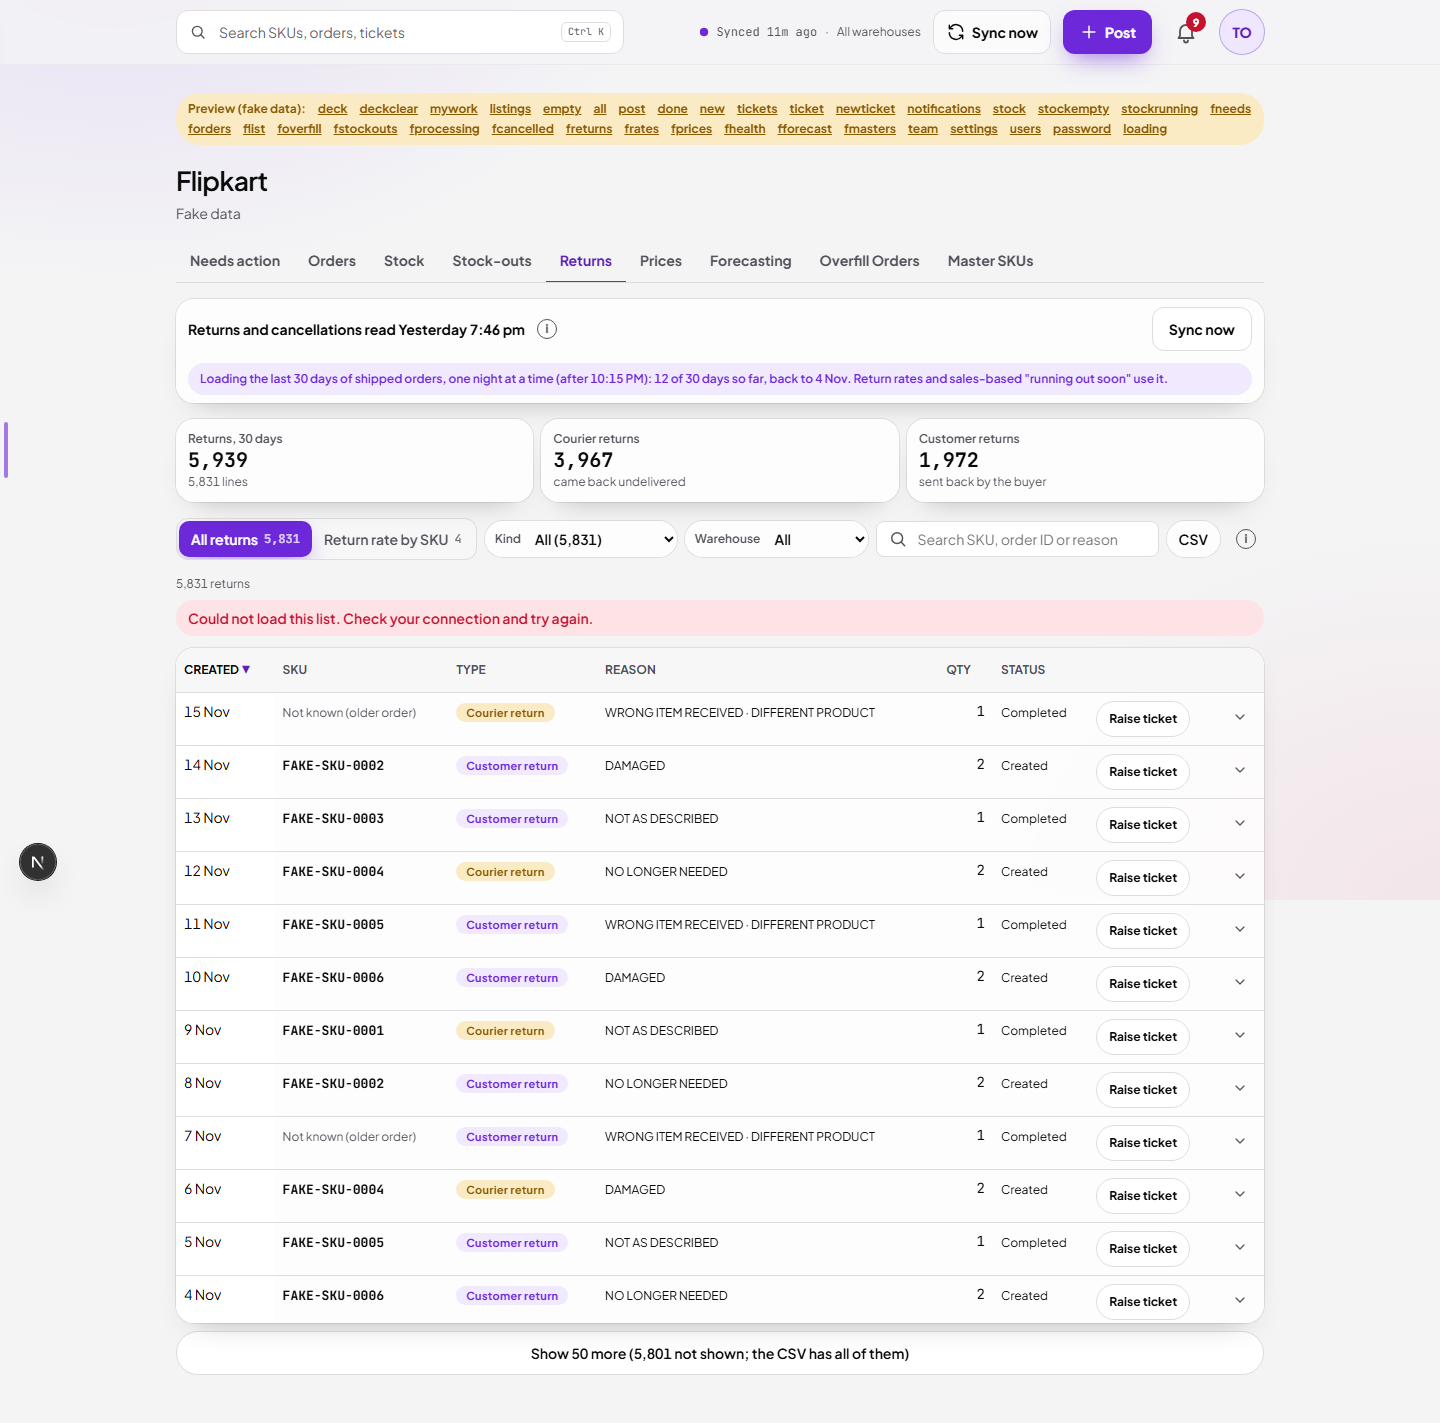 Search SKUs, orders, tickets
Ctrl K
Synced 11m ago · All warehouses
Sync now
Post
9
TO
Preview (fake data): deck deckclear mywork listings empty all post done new tickets ticket newticket notifications stock stockempty stockrunning fneeds
forders flist foverfill fstockouts fprocessing fcancelled freturns frates fprices fhealth fforecast fmasters team settings users password loading
Flipkart
Fake data
Needs action Orders Stock Stock-outs Returns Prices Forecasting Overfill Orders Master SKUs
Returns and cancellations read Yesterday 7:46 pm i
Sync now
Loading the last 30 days of shipped orders, one night at a time (after 10:15 PM): 12 of 30 days so far, back to 4 Nov. Return rates and sales-based "running out soon" use it.
Returns, 30 days
5,939
5,831 lines
Courier returns
3,967
came back undelivered
Customer returns
1,972
sent back by the buyer
All returns 5,831 Return rate by SKU 4 Kind All (5,831) Warehouse All Search SKU, order ID or reason CSV i
5,831 returns
Could not load this list. Check your connection and try again.
CREATED ▼ SKU TYPE REASON QTY STATUS
15 Nov Not known (older order) Courier return WRONG ITEM RECEIVED · DIFFERENT PRODUCT 1 Completed Raise ticket
14 Nov FAKE-SKU-0002 Customer return DAMAGED 2 Created Raise ticket
13 Nov FAKE-SKU-0003 Customer return NOT AS DESCRIBED 1 Completed Raise ticket
12 Nov FAKE-SKU-0004 Courier return NO LONGER NEEDED 2 Created Raise ticket
11 Nov FAKE-SKU-0005 Customer return WRONG ITEM RECEIVED · DIFFERENT PRODUCT 1 Completed Raise ticket
10 Nov FAKE-SKU-0006 Customer return DAMAGED 2 Created Raise ticket
9 Nov FAKE-SKU-0001 Courier return NOT AS DESCRIBED 1 Completed Raise ticket
8 Nov FAKE-SKU-0002 Customer return NO LONGER NEEDED 2 Created Raise ticket
7 Nov Not known (older order) Customer return WRONG ITEM RECEIVED · DIFFERENT PRODUCT 1 Completed Raise ticket
6 Nov FAKE-SKU-0004 Courier return DAMAGED 2 Created Raise ticket
5 Nov FAKE-SKU-0005 Customer return NOT AS DESCRIBED 1 Completed Raise ticket
4 Nov FAKE-SKU-0006 Customer return NO LONGER NEEDED 2 Created Raise ticket
Show 50 more (5,801 not shown; the CSV has all of them)
N